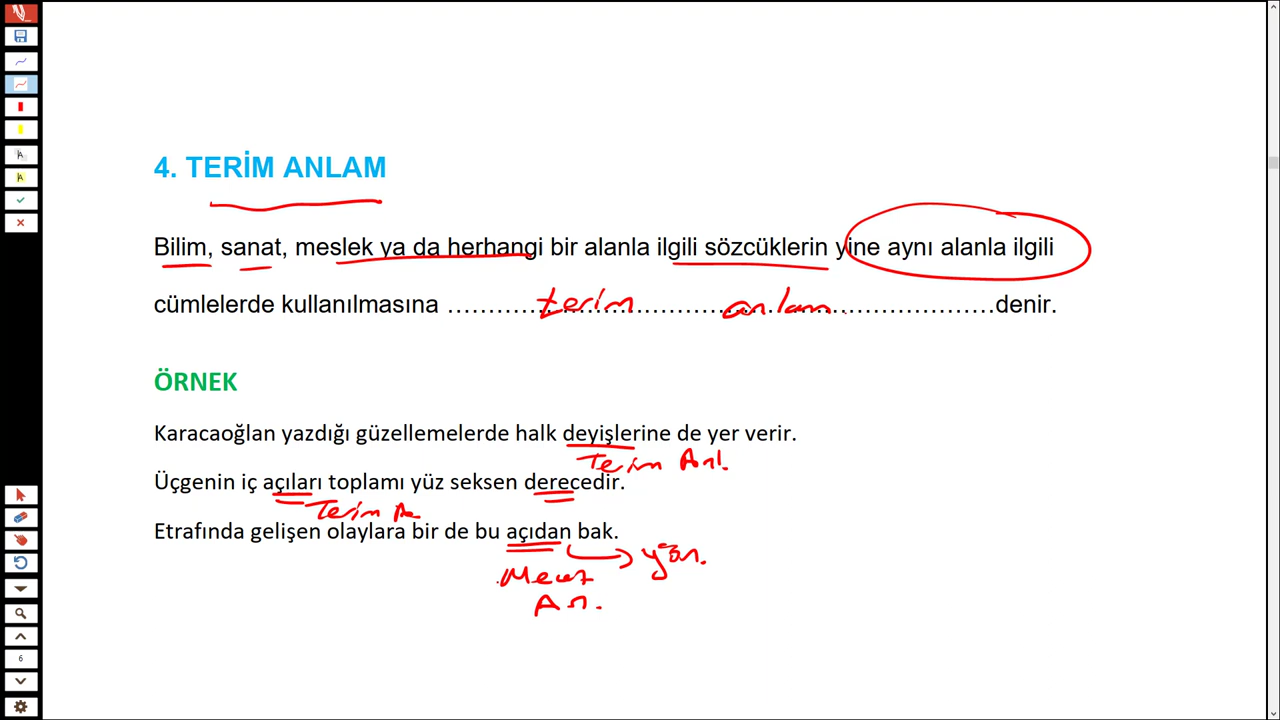 4. TERİM ANLAM
Bilim, sanat, meslek ya da herhangi bir alanla ilgili sözcüklerin yine aynı alanla ilgili
cümlelerde kullanılmasına ........terim........anlam........denir.
ÖRNEK
Karacaoğlan yazdığı güzellemelerde halk deyişlerine de yer verir.
Terim Anl.
Üçgenin iç açıları toplamı yüz seksen derecedir.
Terim A
Etrafında gelişen olaylara bir de bu açıdan bak.
yön.
Mecaz
An.
6